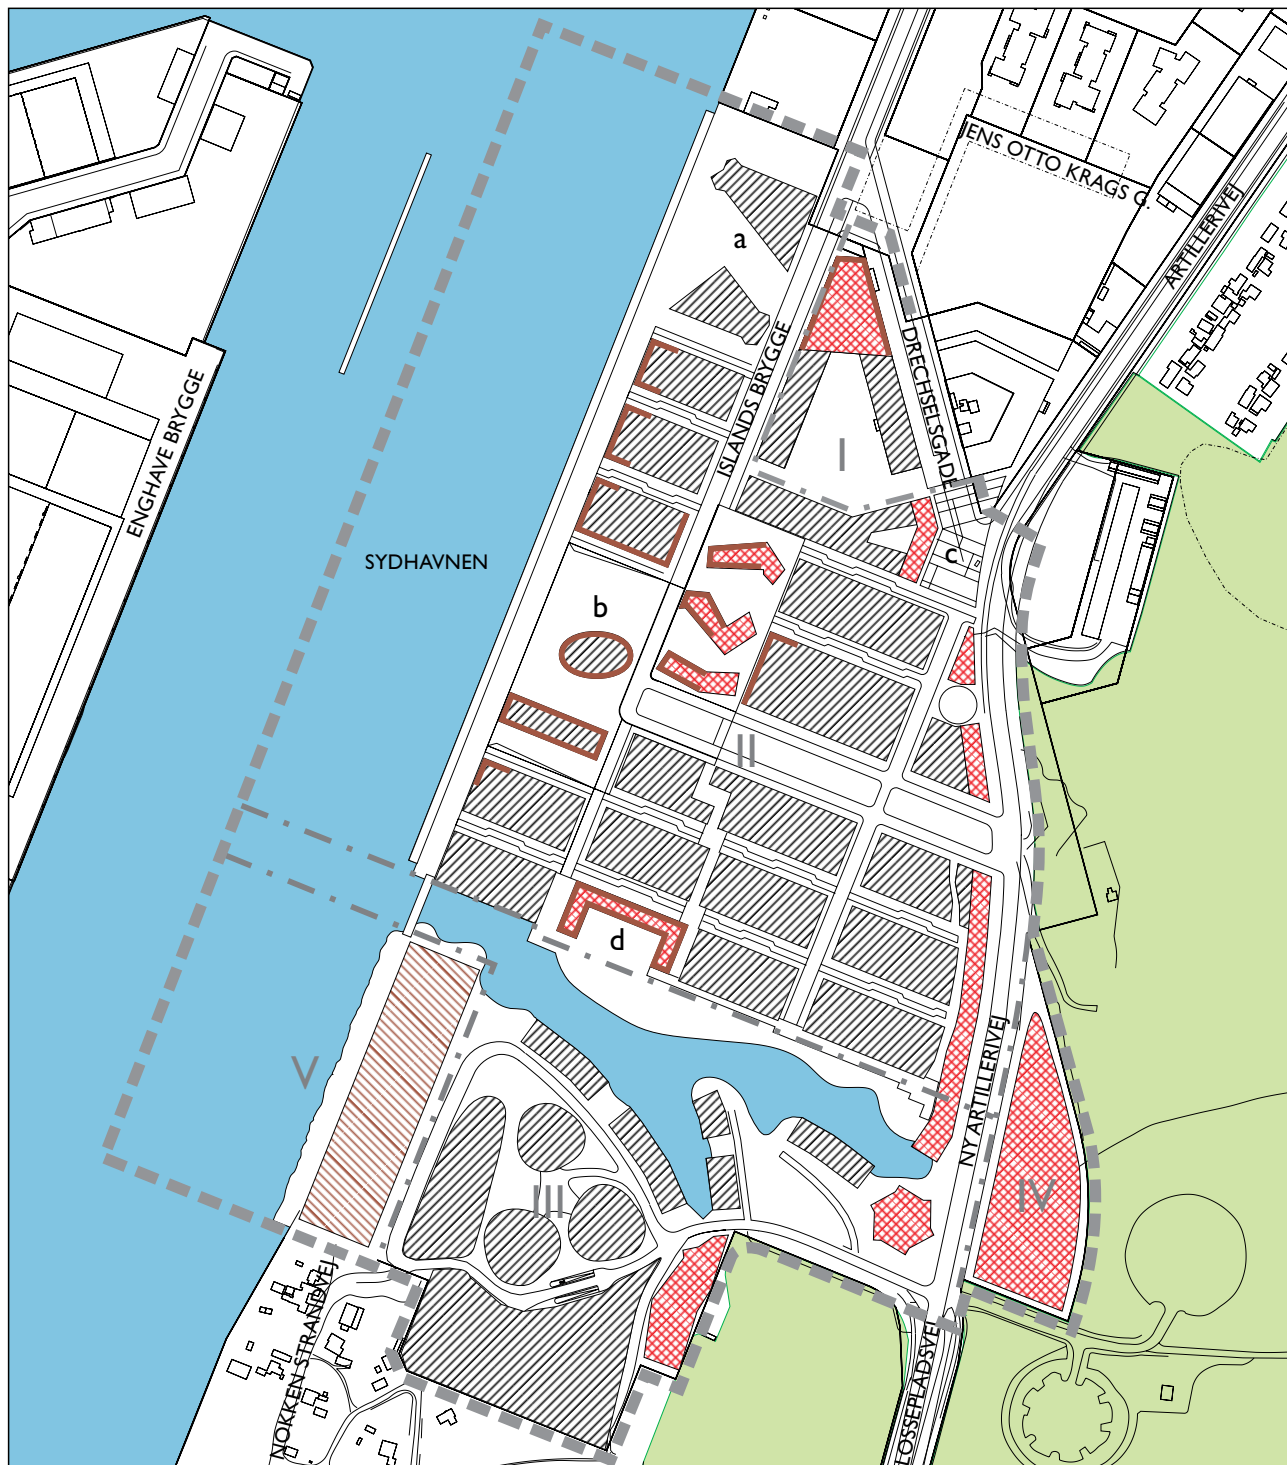 JENS OTTO KRAGS G.
ARTILLERIVEJ
a
ISLANDS BRYGGE
DRECHSELSGADE
ENGHAVE BRYGGE
I
SYDHAVNEN
c
b
II
d
NY ARTILLERIVEJ
V
III
IV
NOKKEN STRANDVEJ
LOSSEPLADSVEJ